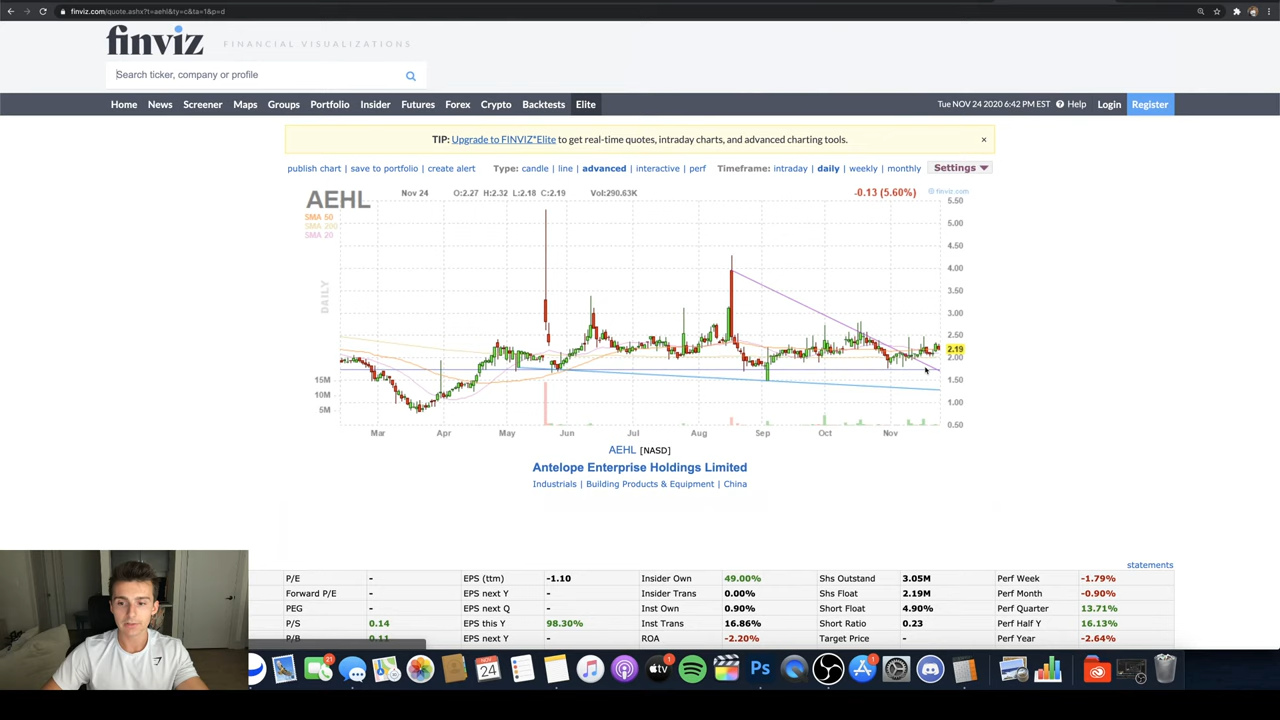 finviz.com/quote.ashx?t=aehl&ty=c&ta=1&p=d
finviz FINANCIAL VISUALIZATIONS
Search ticker, company or profile
Home News Screener Maps Groups Portfolio Insider Futures Forex Crypto Backtests Elite Tue NOV 24 2020 6:42 PM EST Help Login Register
TIP: Upgrade to FINVIZ*Elite to get real-time quotes, intraday charts, and advanced charting tools. ×
publish chart | save to portfolio | create alert Type: candle | line | advanced | interactive | perf Timeframe: intraday | daily | weekly | monthly Settings
AEHL Nov 24 O:2.27 H:2.32 L:2.18 C:2.19 Vol:290.63K -0.13 (5.60%) © finviz.com
SMA 50
SMA 200
SMA 20
DAILY
5.50
5.00
4.50
4.00
3.50
3.00
2.50
2.19
2.00
1.50
1.00
0.50
15M
10M
5M
Mar Apr May Jun Jul Aug Sep Oct Nov
AEHL [NASD]
Antelope Enterprise Holdings Limited
Industrials | Building Products & Equipment | China
statements
P/E - EPS (ttm) -1.10 Insider Own 49.00% Shs Outstand 3.05M Perf Week -1.79%
Forward P/E - EPS next Y - Insider Trans 0.00% Shs Float 2.19M Perf Month -0.90%
PEG - EPS next Q - Inst Own 0.90% Short Float 4.90% Perf Quarter 13.71%
P/S 0.14 EPS this Y 98.30% Inst Trans 16.86% Short Ratio 0.23 Perf Half Y 16.13%
P/B 0.11 EPS next Y - ROA -2.20% Target Price - Perf Year -2.64%
21
NOV
24
tv
Ps
1